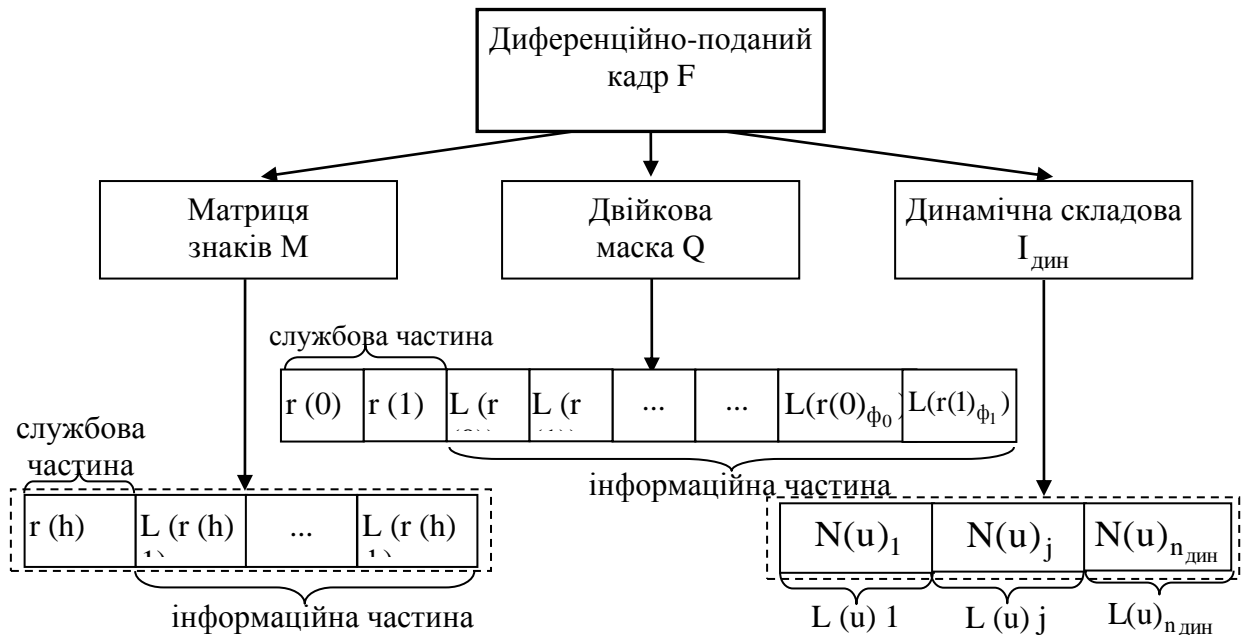 Диференційно-поданий
кадр F
Матриця
знаків M
Двійкова
маска Q
Динамічна складова
I дин
службова частина
r (0) r (1) L (r L (r ... ... L(r(0)ф0) L(r(1)ф1)
інформаційна частина
службова
частина
r (h) L (r (h) ... L (r (h)
інформаційна частина
N(u)1 N(u)j N(u)nдин
L (u) 1 L (u) j L(u)nдин